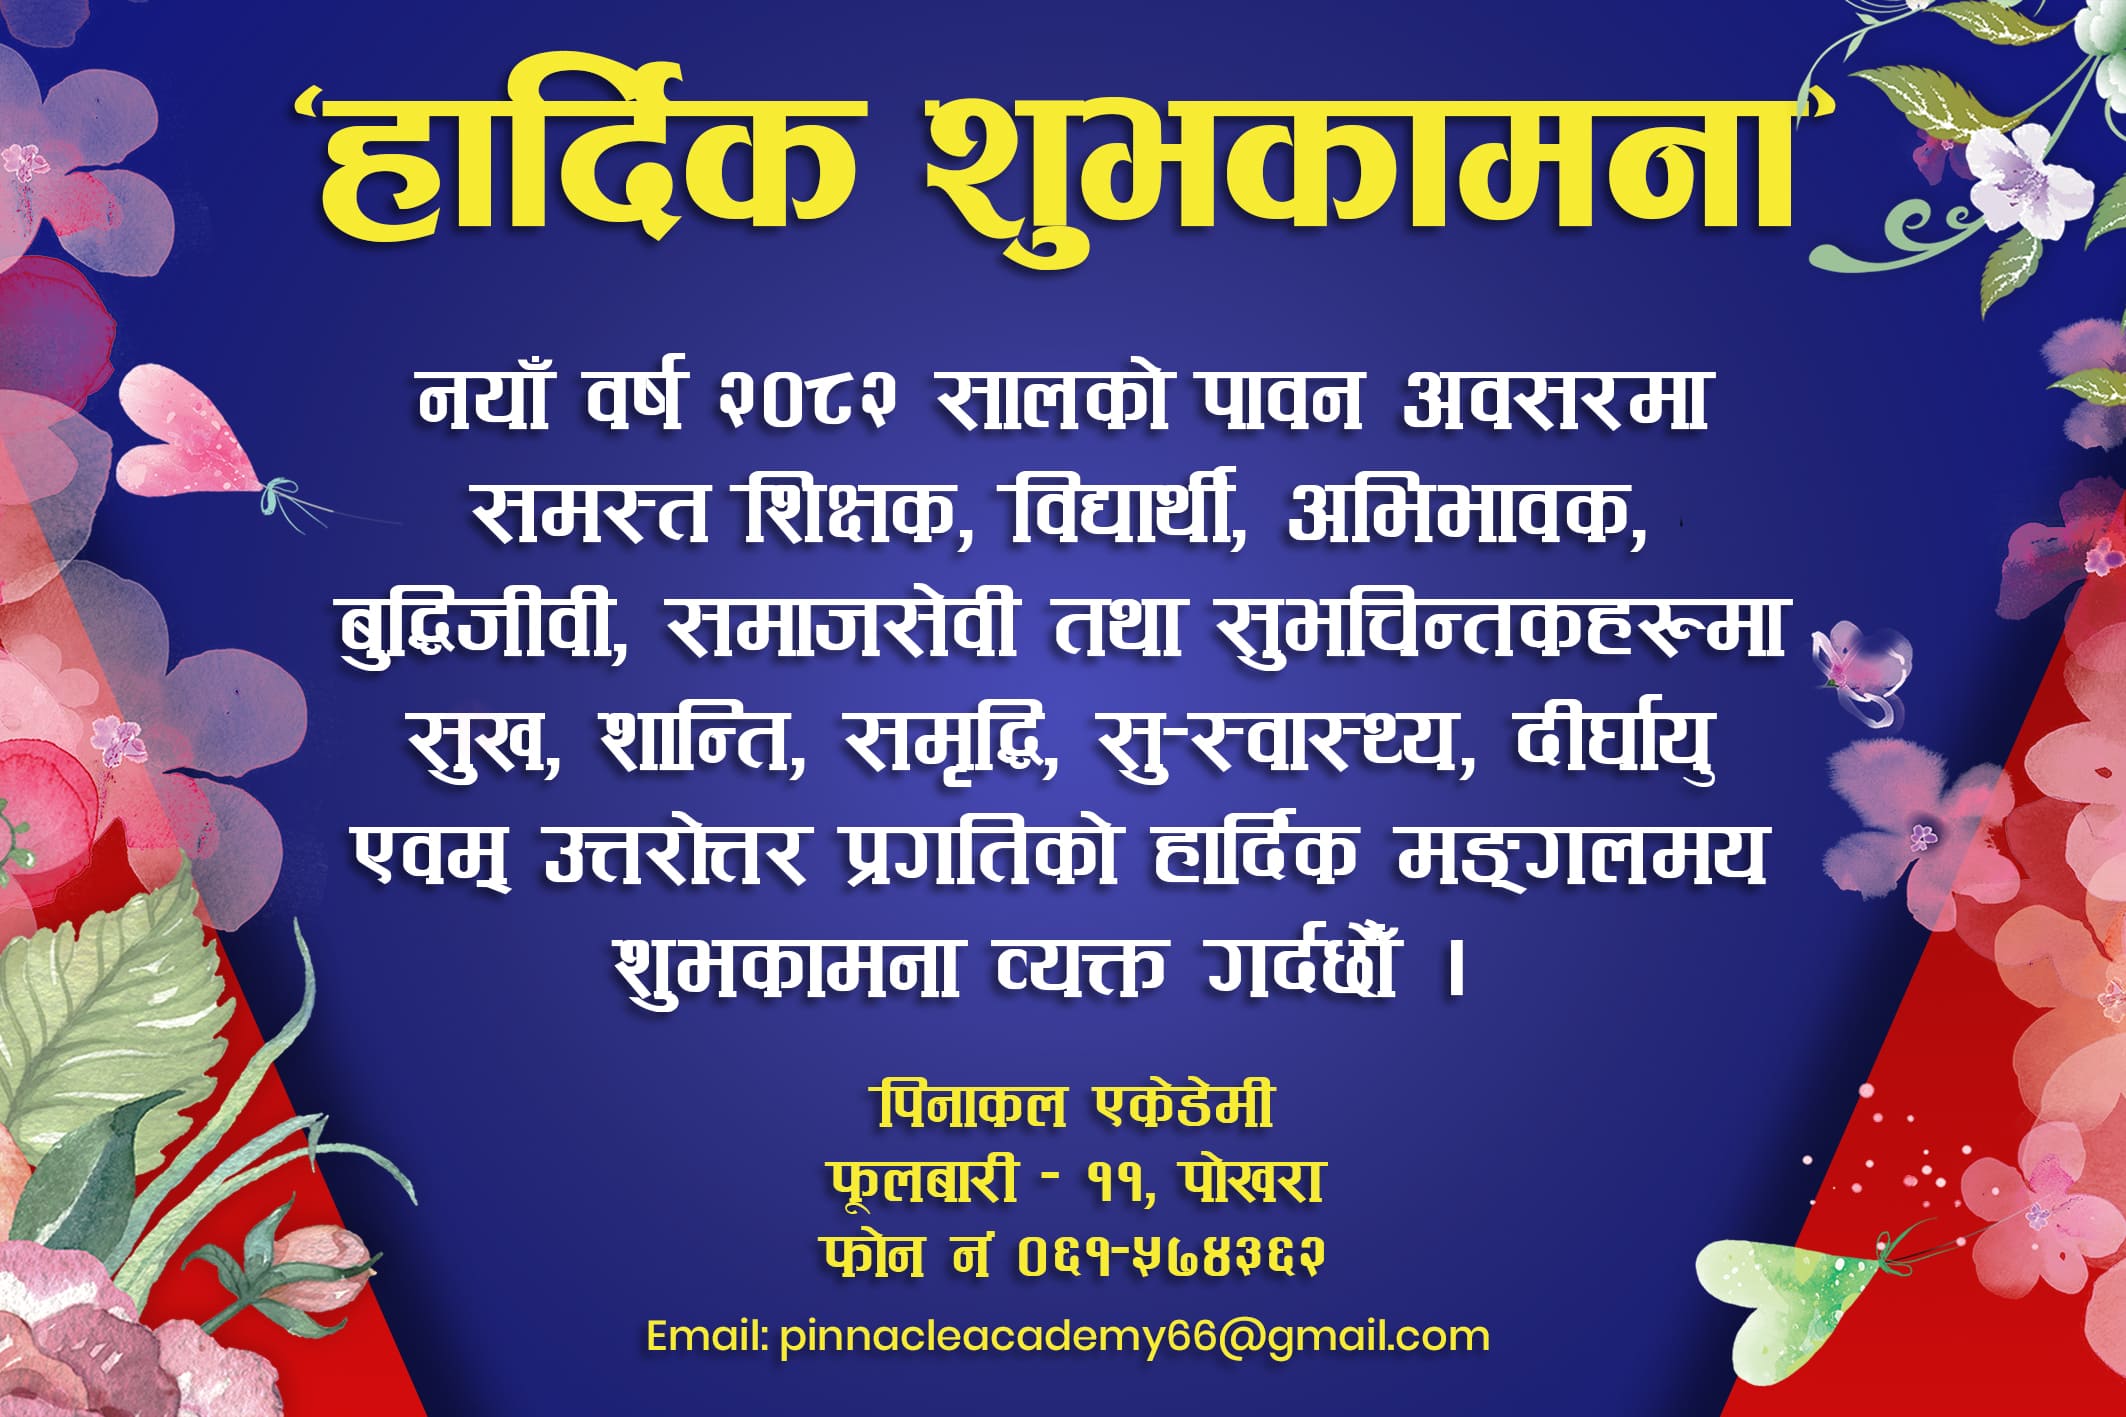 ‘हार्दिक शुभकामना’
नयाँ वर्ष २०८२ सालको पावन अवसरमा
समस्त शिक्षक, विद्यार्थी, अभिभावक,
बुद्धिजीवी, समाजसेवी तथा सुभचिन्तकहरूमा
सुख, शान्ति, समृद्धि, सु-स्वास्थ्य, दीर्घायु
एवम् उत्तरोत्तर प्रगतिको हार्दिक मङ्गलमय
शुभकामना व्यक्त गर्दछौँ ।
पिनाकल एकेडेमी
फूलबारी - ११, पोखरा
फोन नं ०६१-५७४३६२
Email: pinnacleacademy66@gmail.com